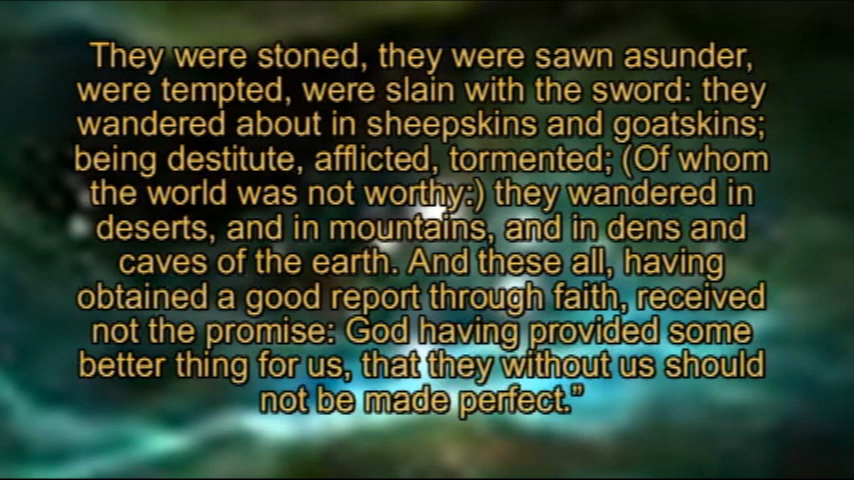 They were stoned, they were sawn asunder,
were tempted, were slain with the sword: they
wandered about in sheepskins and goatskins;
being destitute, afflicted, tormented; (Of whom
the world was not worthy:) they wandered in
deserts, and in mountains, and in dens and
caves of the earth. And these all, having
obtained a good report through faith, received
not the promise: God having provided some
better thing for us, that they without us should
not be made perfect.”